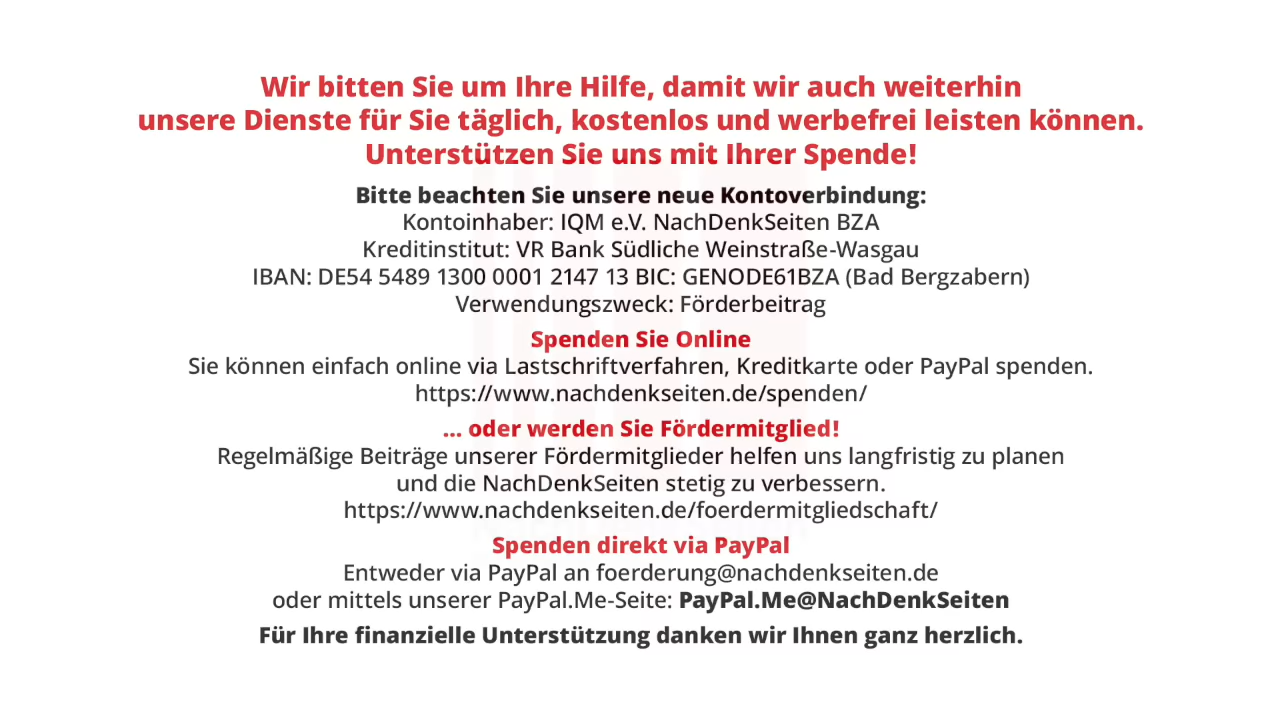 Wir bitten Sie um Ihre Hilfe, damit wir auch weiterhin
unsere Dienste für Sie täglich, kostenlos und werbefrei leisten können.
Unterstützen Sie uns mit Ihrer Spende!
Bitte beachten Sie unsere neue Kontoverbindung:
Kontoinhaber: IQM e.V. NachDenkSeiten BZA
Kreditinstitut: VR Bank Südliche Weinstraße-Wasgau
IBAN: DE54 5489 1300 0001 2147 13 BIC: GENODE61BZA (Bad Bergzabern)
Verwendungszweck: Förderbeitrag
Spenden Sie Online
Sie können einfach online via Lastschriftverfahren, Kreditkarte oder PayPal spenden.
https://www.nachdenkseiten.de/spenden/
... oder werden Sie Fördermitglied!
Regelmäßige Beiträge unserer Fördermitglieder helfen uns langfristig zu planen
und die NachDenkSeiten stetig zu verbessern.
https://www.nachdenkseiten.de/foerdermitgliedschaft/
Spenden direkt via PayPal
Entweder via PayPal an foerderung@nachdenkseiten.de
oder mittels unserer PayPal.Me-Seite: PayPal.Me@NachDenkSeiten
Für Ihre finanzielle Unterstützung danken wir Ihnen ganz herzlich.